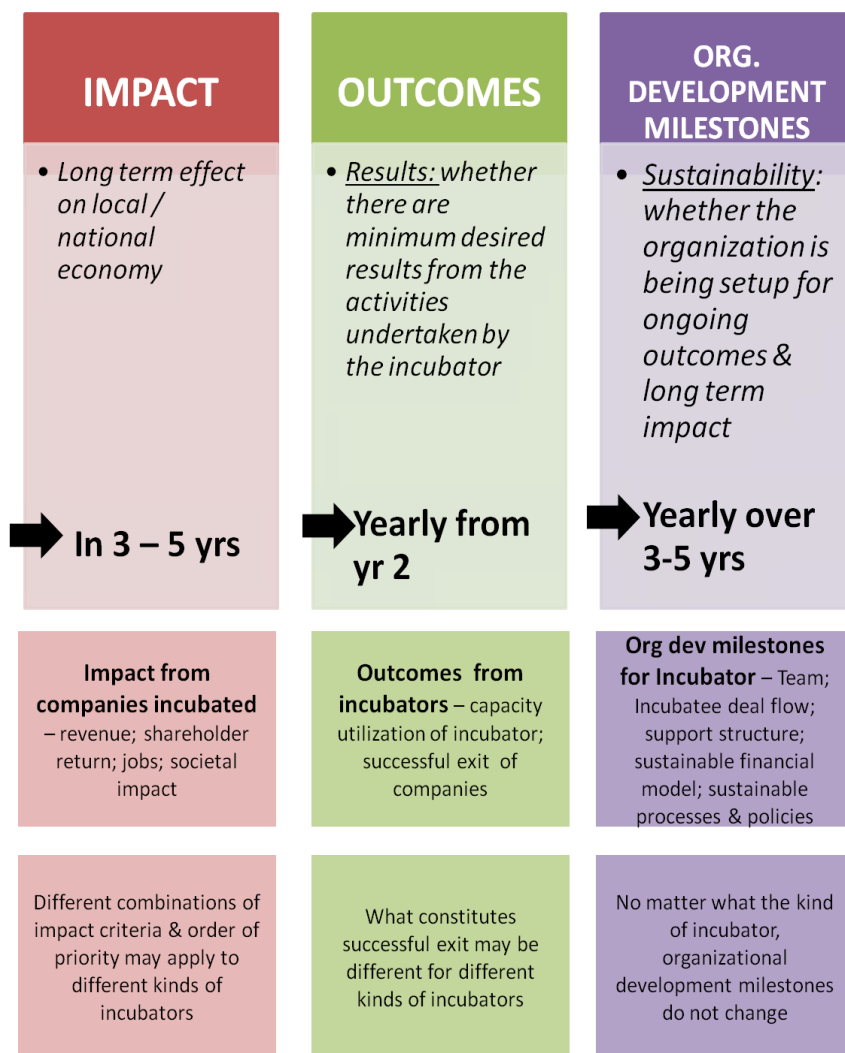 IMPACT
• Long term effect
on local /
national
economy
In 3 – 5 yrs
Impact from
companies incubated
– revenue; shareholder
return; jobs; societal
impact
Different combinations of
impact criteria & order of
priority may apply to
different kinds of
incubators
OUTCOMES
• Results: whether
there are
minimum desired
results from the
activities
undertaken by
the incubator
Yearly from
yr 2
Outcomes from
incubators – capacity
utilization of incubator;
successful exit of
companies
What constitutes
successful exit may be
different for different
kinds of incubators
ORG.
DEVELOPMENT
MILESTONES
• Sustainability:
whether the
organization is
being setup for
ongoing
outcomes &
long term
impact
Yearly over
3-5 yrs
Org dev milestones
for Incubator – Team;
Incubatee deal flow;
support structure;
sustainable financial
model; sustainable
processes & policies
No matter what the kind
of incubator,
organizational
development milestones
do not change